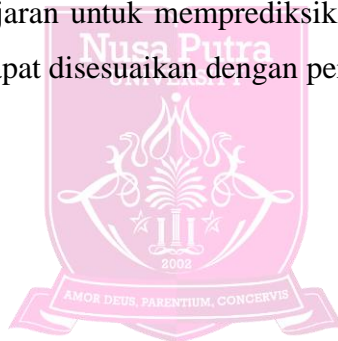 jaran untuk memprediksik
Nusa Putra
UNIVERSITY
pat disesuaikan dengan pe
2002
AMOR DEUS, PARENTIUM, CONCERVIS